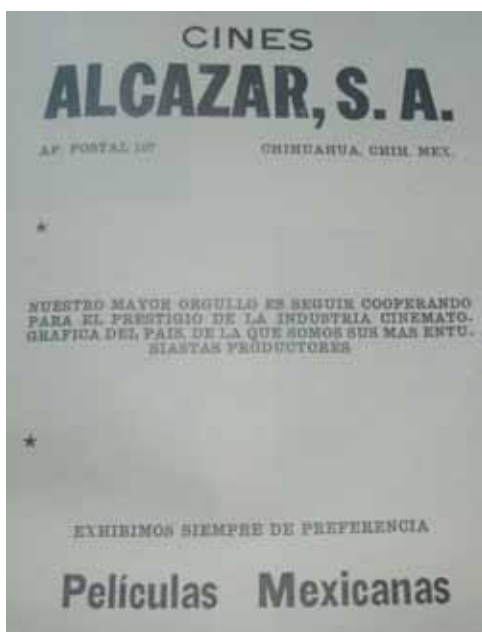 CINES
ALCAZAR, S. A.
AP. POSTAL 107
CHIHUAHUA, CHIH. MEX.
NUESTRO MAYOR ORGULLO ES SEGUIR COOPERANDO
PARA EL PRESTIGIO DE LA INDUSTRIA CINEMATO-
GRAFICA DEL PAIS, DE LA QUE SOMOS SUS MAS ENTU-
SIASTAS PRODUCTORES
EXHIBIMOS SIEMPRE DE PREFERENCIA
Películas Mexicanas